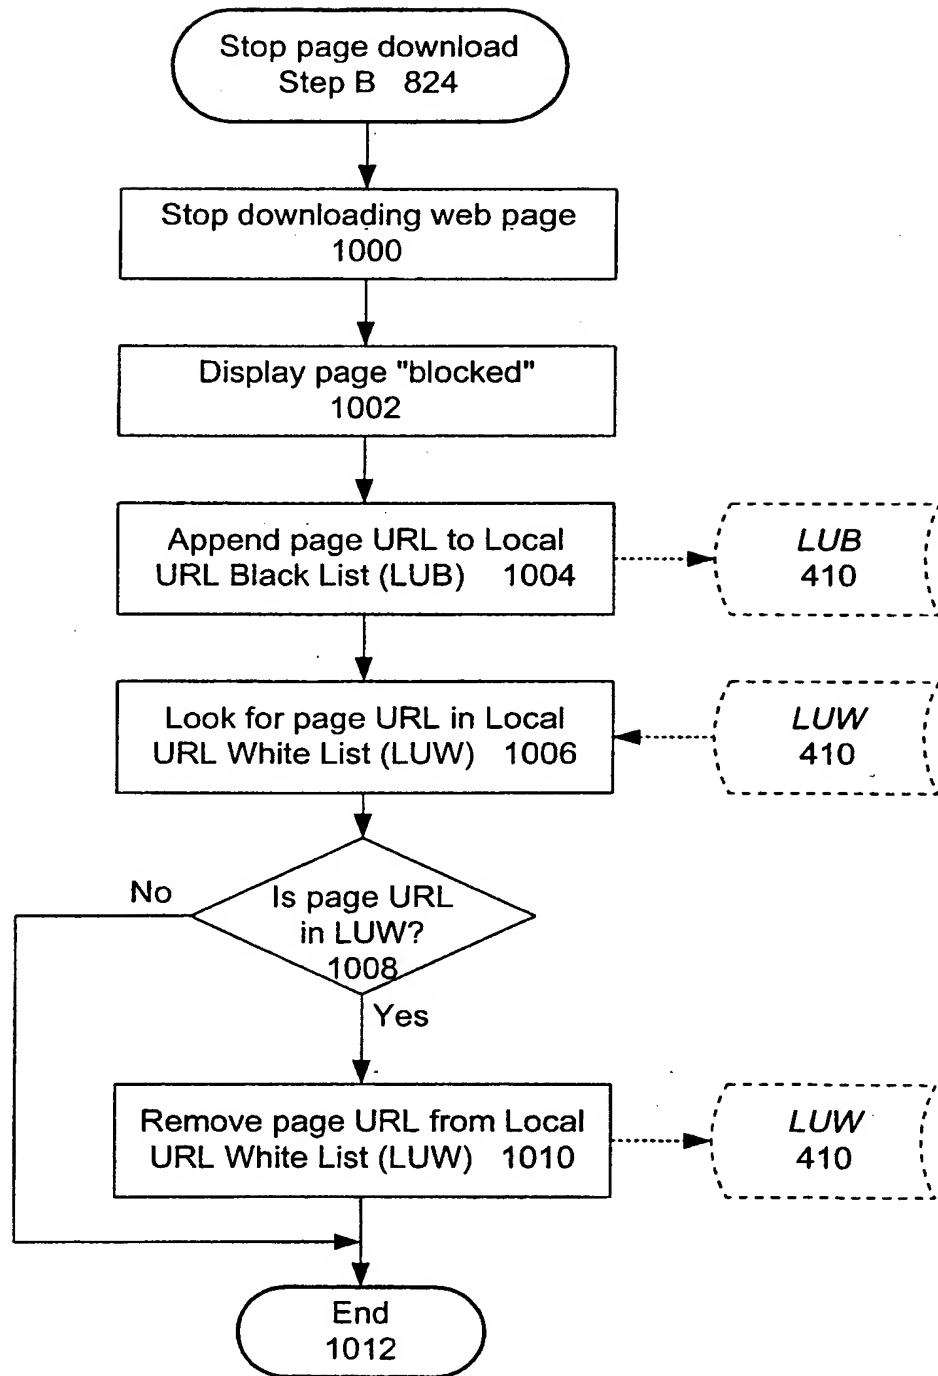 Stop page download
Step B 824
Stop downloading web page
1000
Display page "blocked"
1002
Append page URL to Local
URL Black List (LUB) 1004
LUB
410
Look for page URL in Local
URL White List (LUW) 1006
LUW
410
No
Is page URL
in LUW?
1008
Yes
Remove page URL from Local
URL White List (LUW) 1010
LUW
410
End
1012